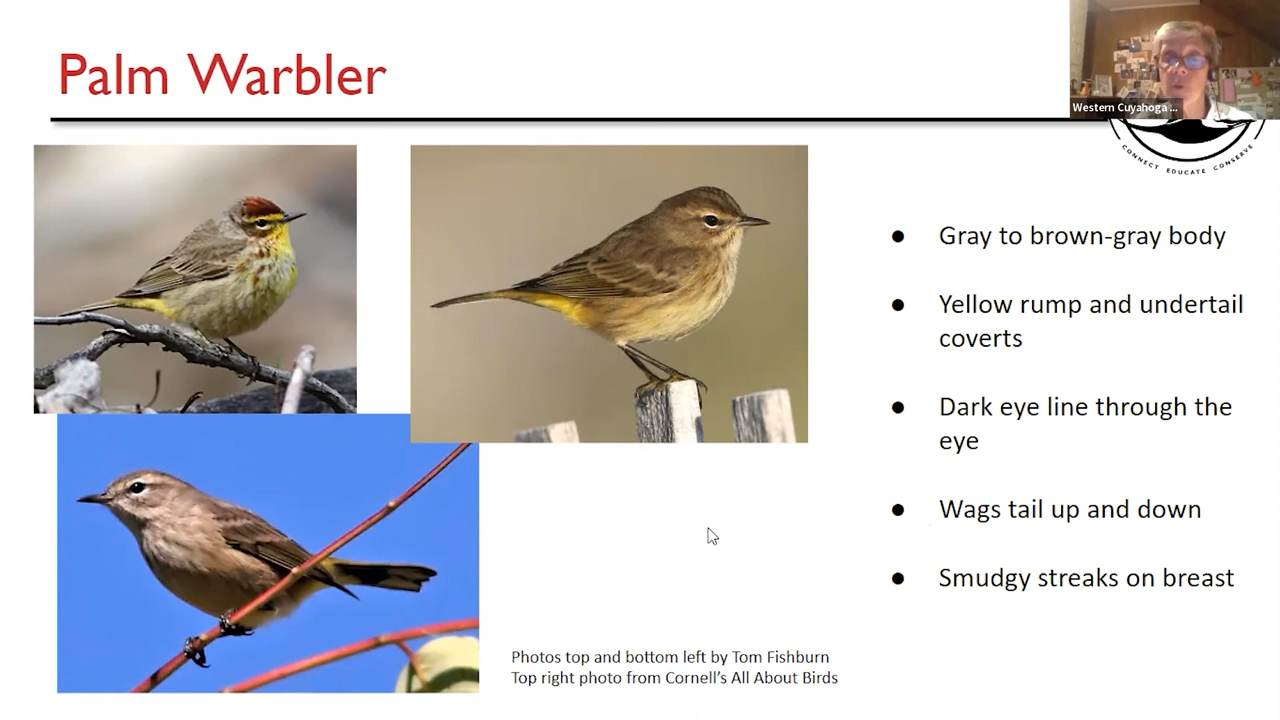 Palm Warbler
Western Cuyahoga ...
CONNECT EDUCATE CONSERVE
● Gray to brown-gray body
● Yellow rump and undertail
coverts
● Dark eye line through the
eye
● Wags tail up and down
● Smudgy streaks on breast
Photos top and bottom left by Tom Fishburn
Top right photo from Cornell's All About Birds